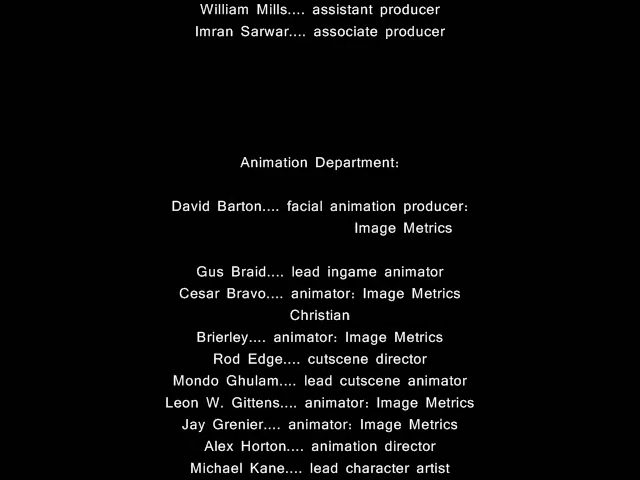 William Mills.... assistant producer
Imran Sarwar.... associate producer
Animation Department:
David Barton.... facial animation producer:
Image Metrics
Gus Braid.... lead ingame animator
Cesar Bravo.... animator: Image Metrics
Christian
Brierley.... animator: Image Metrics
Rod Edge.... cutscene director
Mondo Ghulam.... lead cutscene animator
Leon W. Gittens.... animator: Image Metrics
Jay Grenier.... animator: Image Metrics
Alex Horton.... animation director
Michael Kane.... lead character artist